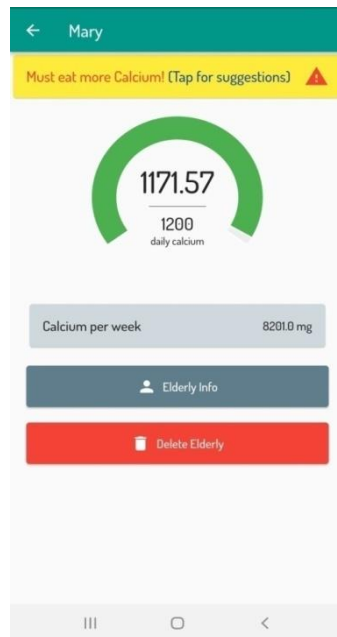 Mary
Must eat more Calcium! (Tap for suggestions)
1171.57
1200
daily calcium
Calcium per week 8201.0 mg
Elderly Info
Delete Elderly